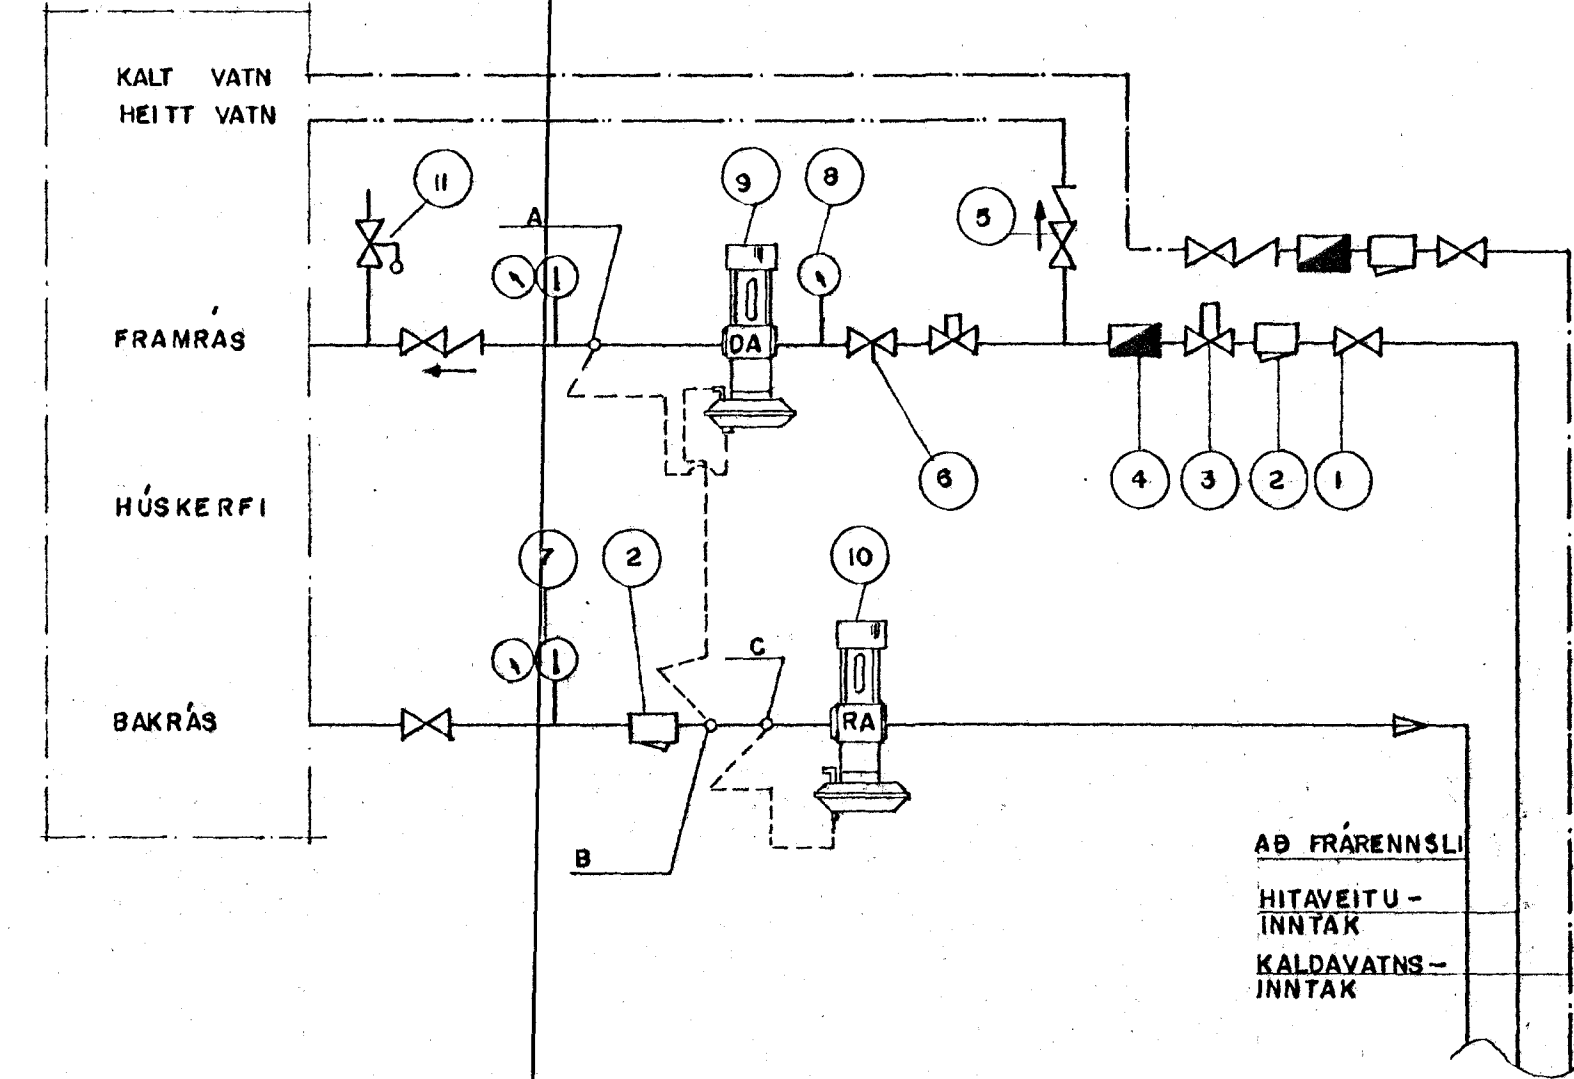 KALT VATN
HEITT VATN
11
9
8
5
A
FRAMRÁS
DA
6
4
3
2
1
HÚSKERFI
7
2
10
C
BAKRÁS
RA
B
AÐ FRÁRENNSLI
HITAVEITU-
INNTAK
KALDAVATNS-
INNTAK